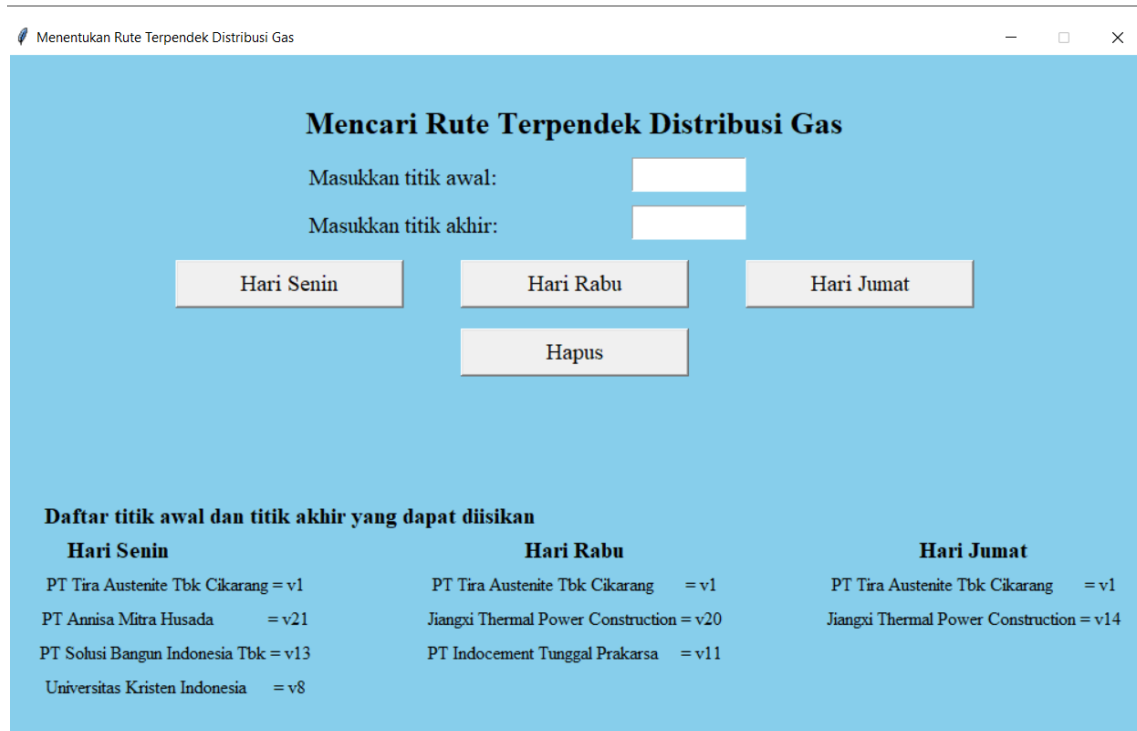 Menentukan Rute Terpendek Distribusi Gas
Mencari Rute Terpendek Distribusi Gas
Masukkan titik awal:
Masukkan titik akhir:
Hari Senin Hari Rabu Hari Jumat
Hapus
Daftar titik awal dan titik akhir yang dapat diisikan
Hari Senin Hari Rabu Hari Jumat
PT Tira Austenite Tbk Cikarang = v1 PT Tira Austenite Tbk Cikarang = v1 PT Tira Austenite Tbk Cikarang = v1
PT Annisa Mitra Husada = v21 Jiangxi Thermal Power Construction = v20 Jiangxi Thermal Power Construction = v14
PT Solusi Bangun Indonesia Tbk = v13 PT Indocement Tunggal Prakarsa = v11
Universitas Kristen Indonesia = v8